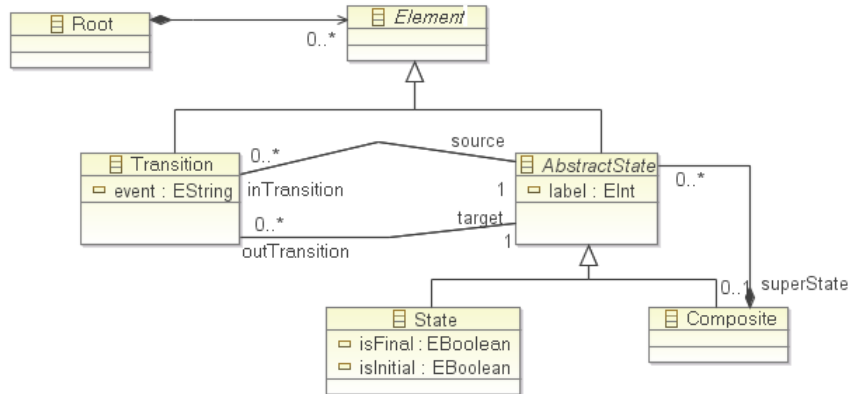 Root
Element
0..*
Transition
event : EString
0..*
source
inTransition
1
0..*
target
outTransition
1
AbstractState
label : EInt
0..*
0..1
superState
State
isFinal : EBoolean
isInitial : EBoolean
Composite